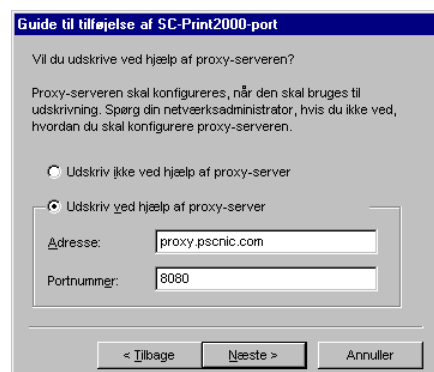 Guide til tilføjelse af SC-Print2000-port
Vil du udskrive ved hjælp af proxy-serveren?
Proxy-serveren skal konfigureres, når den skal bruges til
udskrivning. Spørg din netværksadministrator, hvis du ikke ved,
hvordan du skal konfigurere proxy-serveren.
Udskriv ikke ved hjælp af proxy-server
Udskriv ved hjælp af proxy-server
Adresse: proxy.pscnic.com
Portnummer: 8080
< Tilbage Næste > Annuller